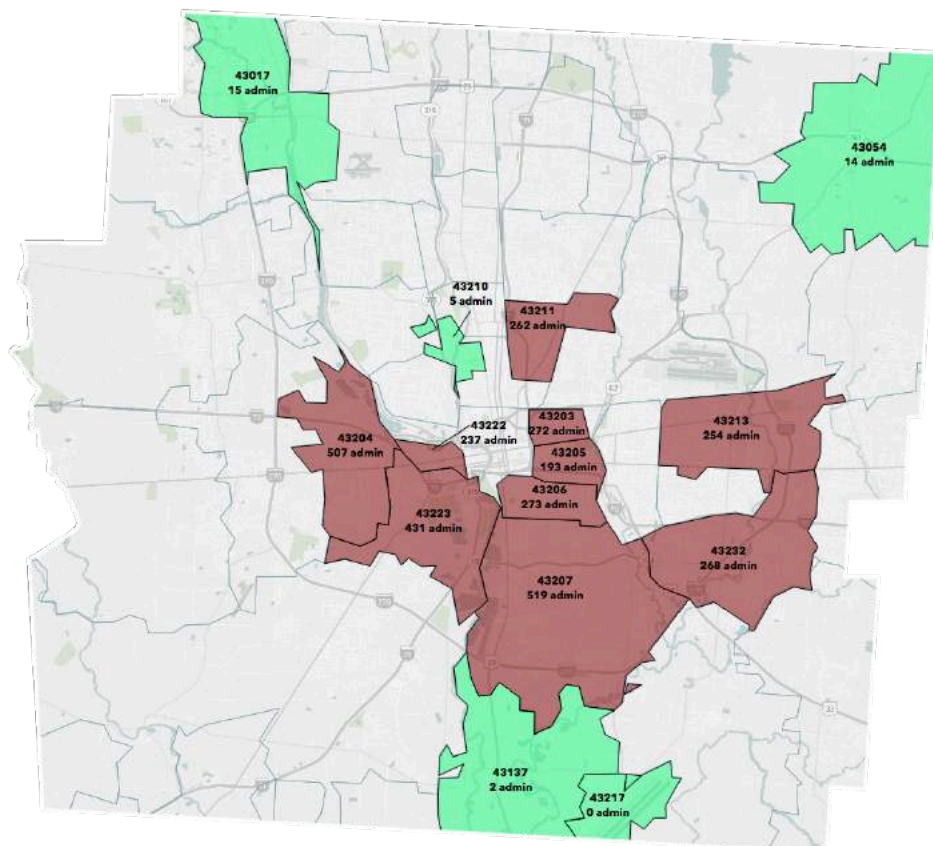 43017
15 admin
43054
14 admin
43210
5 admin
43211
262 admin
43203
272 admin
43213
254 admin
43222
237 admin
43204
507 admin
43205
193 admin
43206
273 admin
43223
431 admin
43232
268 admin
43207
519 admin
43137
2 admin
43217
0 admin
33